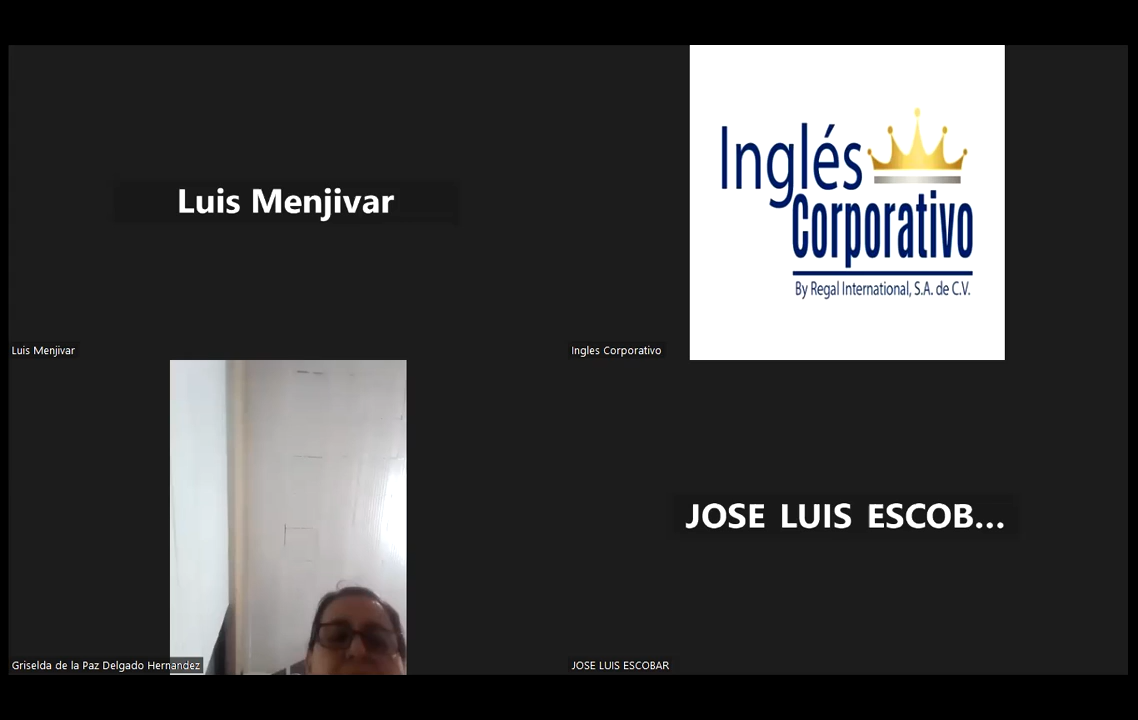 Luis Menjivar
Luis Menjivar
Inglés
Corporativo
By Regal International, S.A. de C.V.
Ingles Corporativo
Griselda de la Paz Delgado Hernandez
JOSE LUIS ESCOB...
JOSE LUIS ESCOBAR